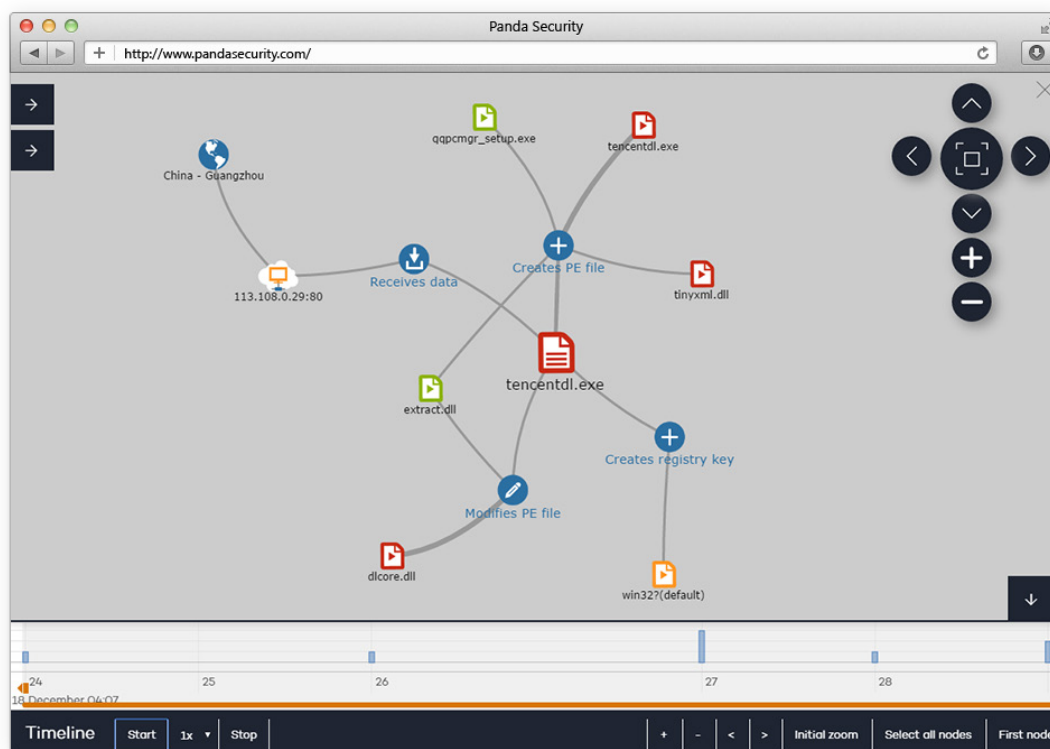 Panda Security
http://www.pandasecurity.com/
qqpcmgr_setup.exe
tencentdl.exe
China - Guangzhou
Creates PE file
Receives data
113.108.0.29:80
tinyxml.dll
tencentdl.exe
extract.dll
Creates registry key
Modifies PE file
dlcore.dll
win32?(default)
24 25 26 27 28
18 December 04:07
Timeline Start 1x Stop + - < > Initial zoom Select all nodes First node